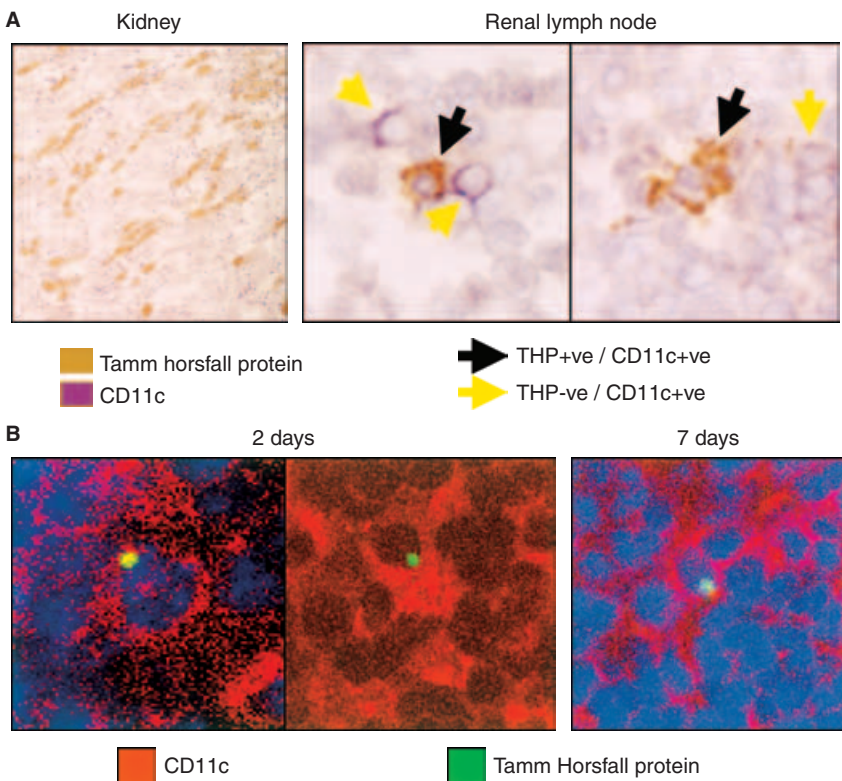 A
Kidney
Renal lymph node
Tamm horsfall protein
CD11c
THP+ve / CD11c+ve
THP-ve / CD11c+ve
B
2 days
7 days
CD11c
Tamm Horsfall protein